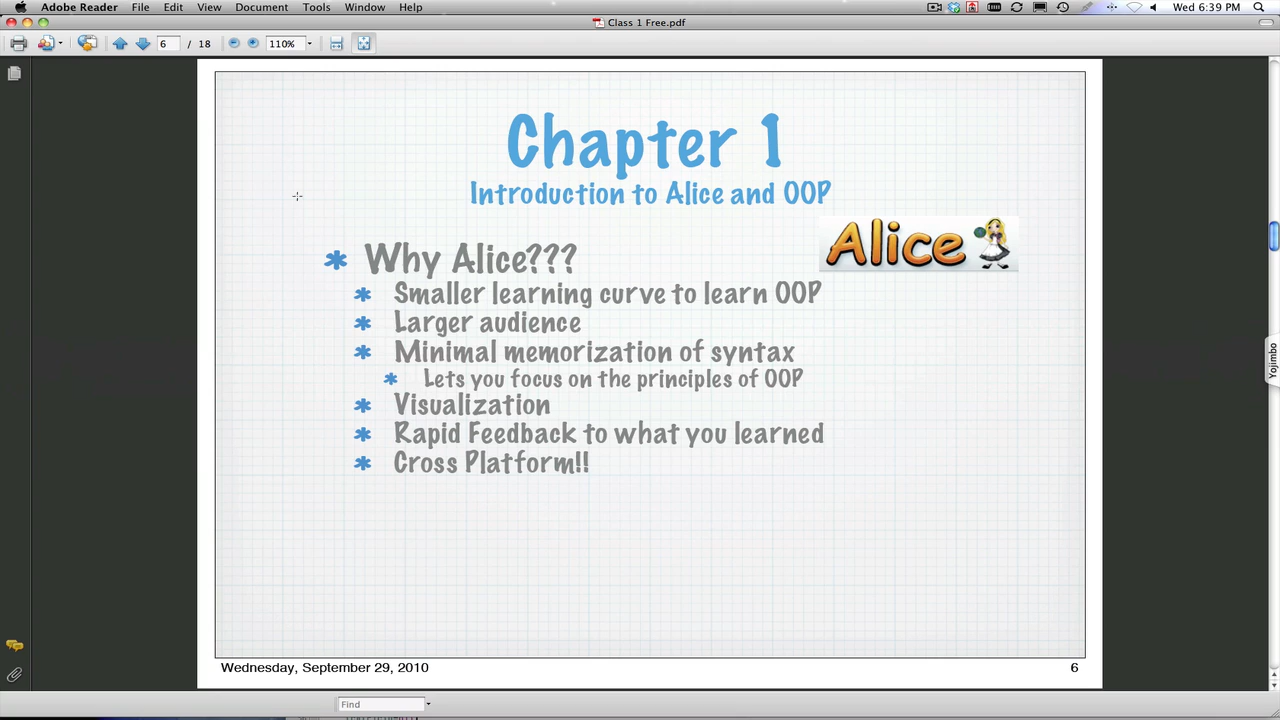 Adobe Reader File Edit View Document Tools Window Help Wed 6:39 PM
Class 1 Free.pdf
6 / 18 110%
Chapter 1
Introduction to Alice and OOP
Alice
* Why Alice???
* Smaller learning curve to learn OOP
* Larger audience
* Minimal memorization of syntax
* Lets you focus on the principles of OOP
* Visualization
* Rapid Feedback to what you learned
* Cross Platform!!
Yojimbo
Wednesday, September 29, 2010 6
Find